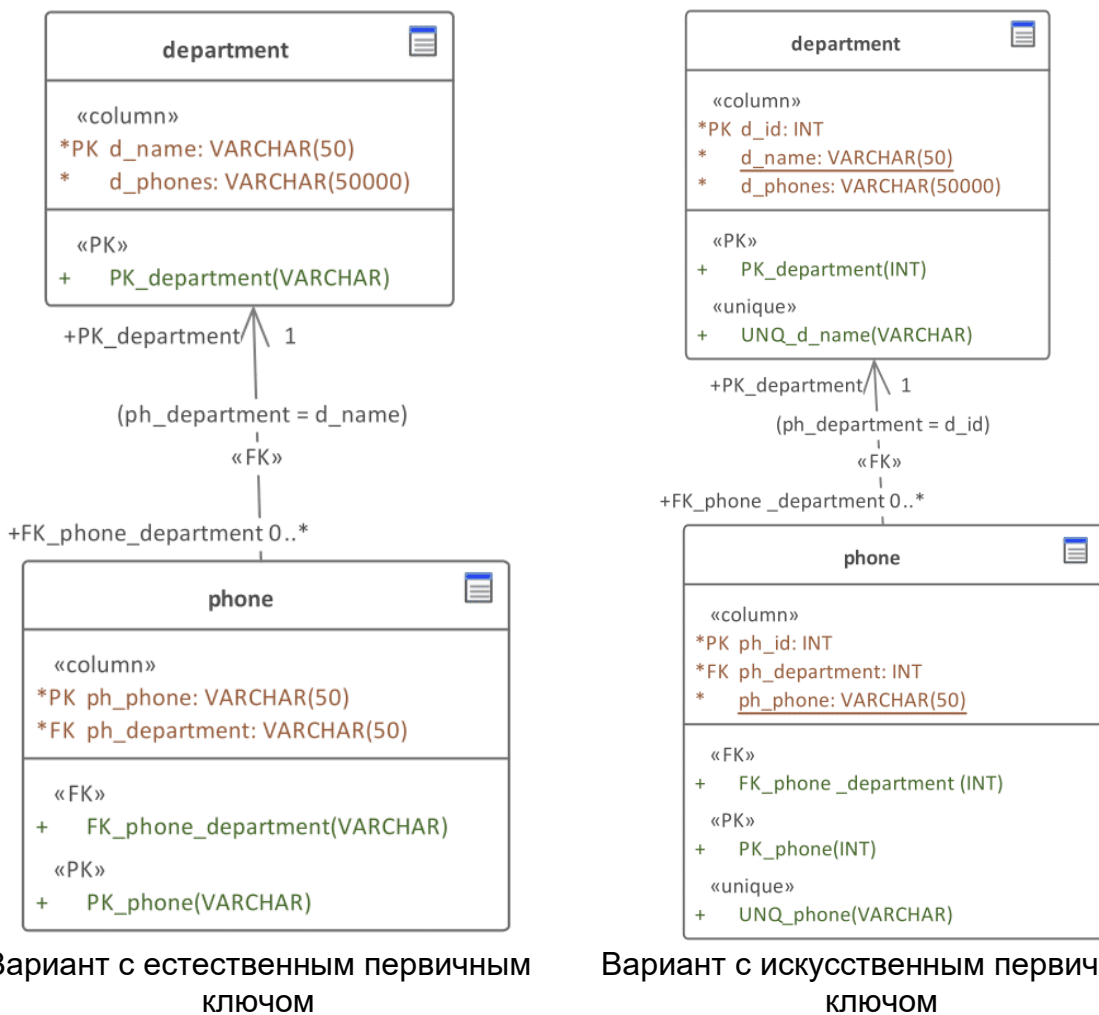 department
«column»
*PK d_name: VARCHAR(50)
* d_phones: VARCHAR(50000)
«PK»
+ PK_department(VARCHAR)
+PK_department 1
(ph_department = d_name)
«FK»
+FK_phone_department 0..*
phone
«column»
*PK ph_phone: VARCHAR(50)
*FK ph_department: VARCHAR(50)
«FK»
+ FK_phone_department(VARCHAR)
«PK»
+ PK_phone(VARCHAR)
Вариант с естественным первичным
ключом
department
«column»
*PK d_id: INT
* d_name: VARCHAR(50)
* d_phones: VARCHAR(50000)
«PK»
+ PK_department(INT)
«unique»
+ UNQ_d_name(VARCHAR)
+PK_department 1
(ph_department = d_id)
«FK»
+FK_phone _department 0..*
phone
«column»
*PK ph_id: INT
*FK ph_department: INT
* ph_phone: VARCHAR(50)
«FK»
+ FK_phone _department (INT)
«PK»
+ PK_phone(INT)
«unique»
+ UNQ_phone(VARCHAR)
Вариант с искусственным первич
ключом